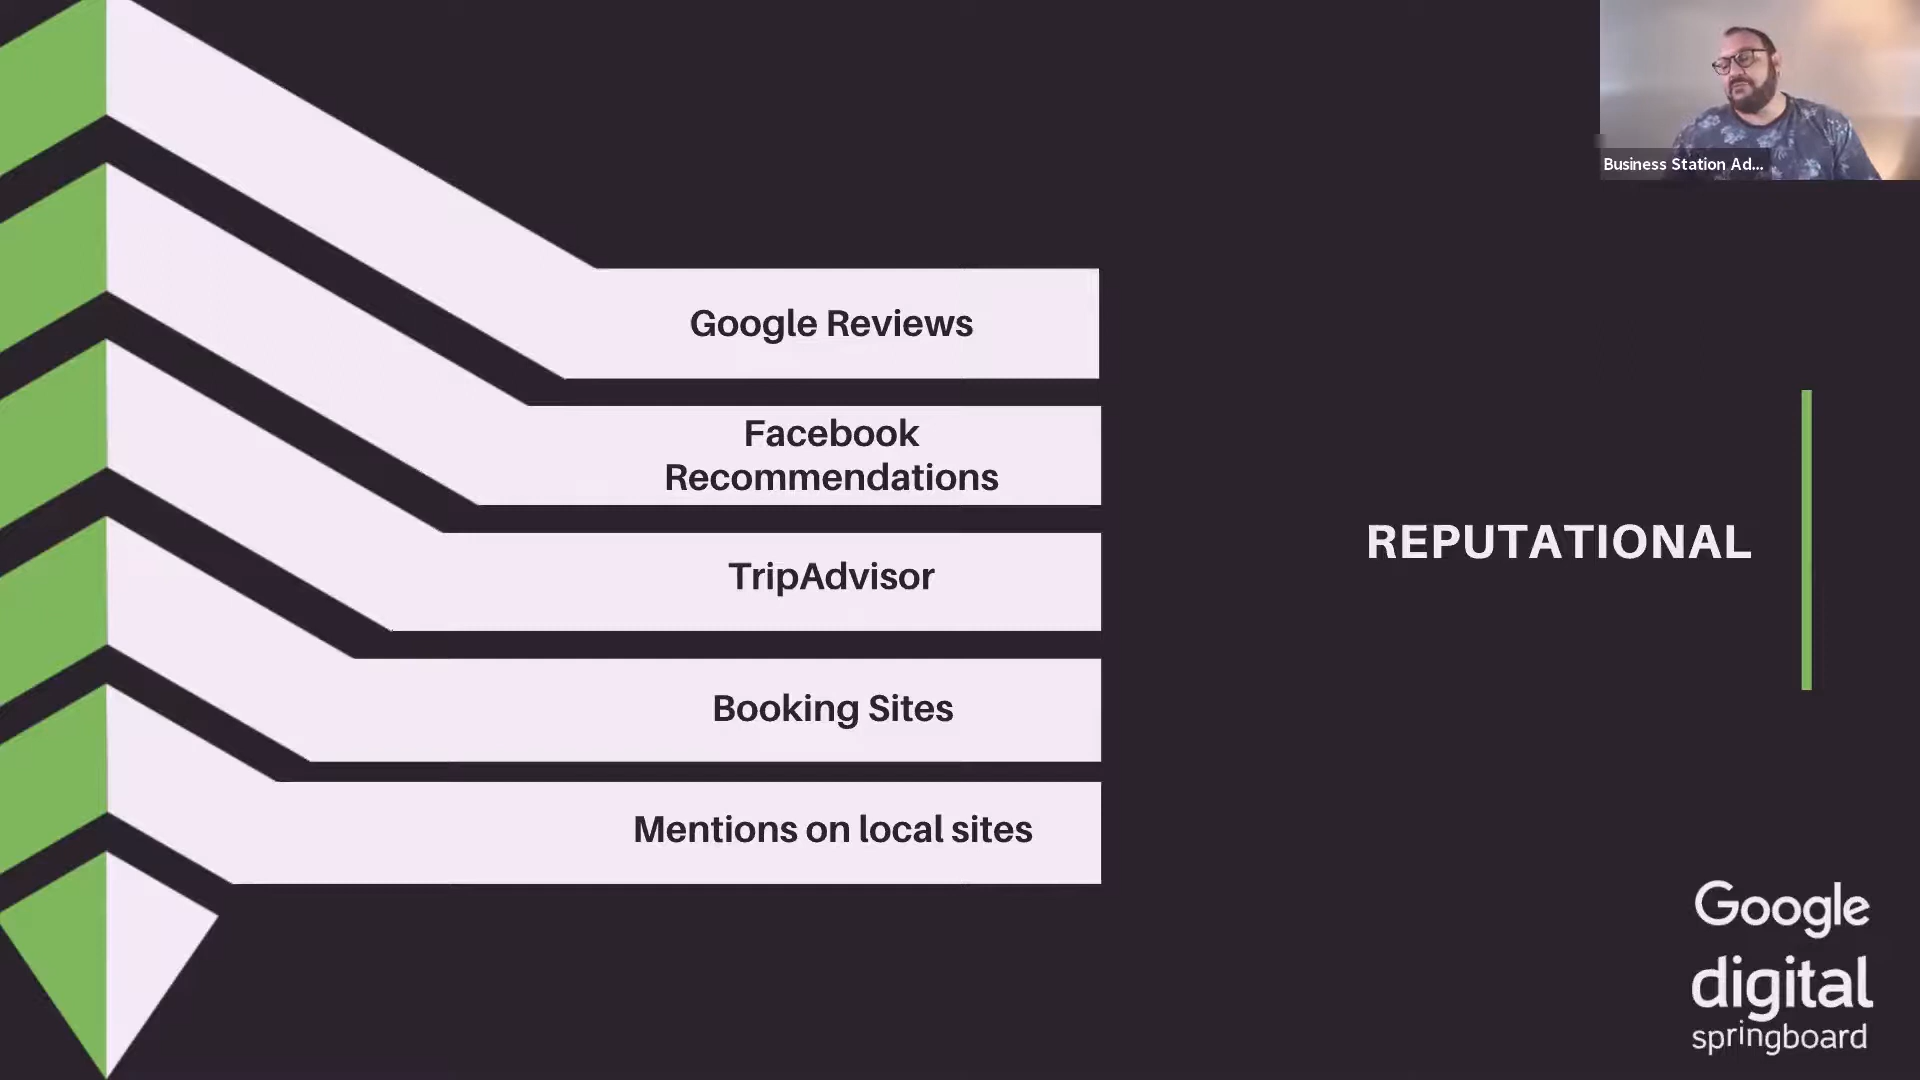 Business Station Ad...
Google Reviews
Facebook
Recommendations
TripAdvisor
Booking Sites
Mentions on local sites
REPUTATIONAL
Google
digital
springboard